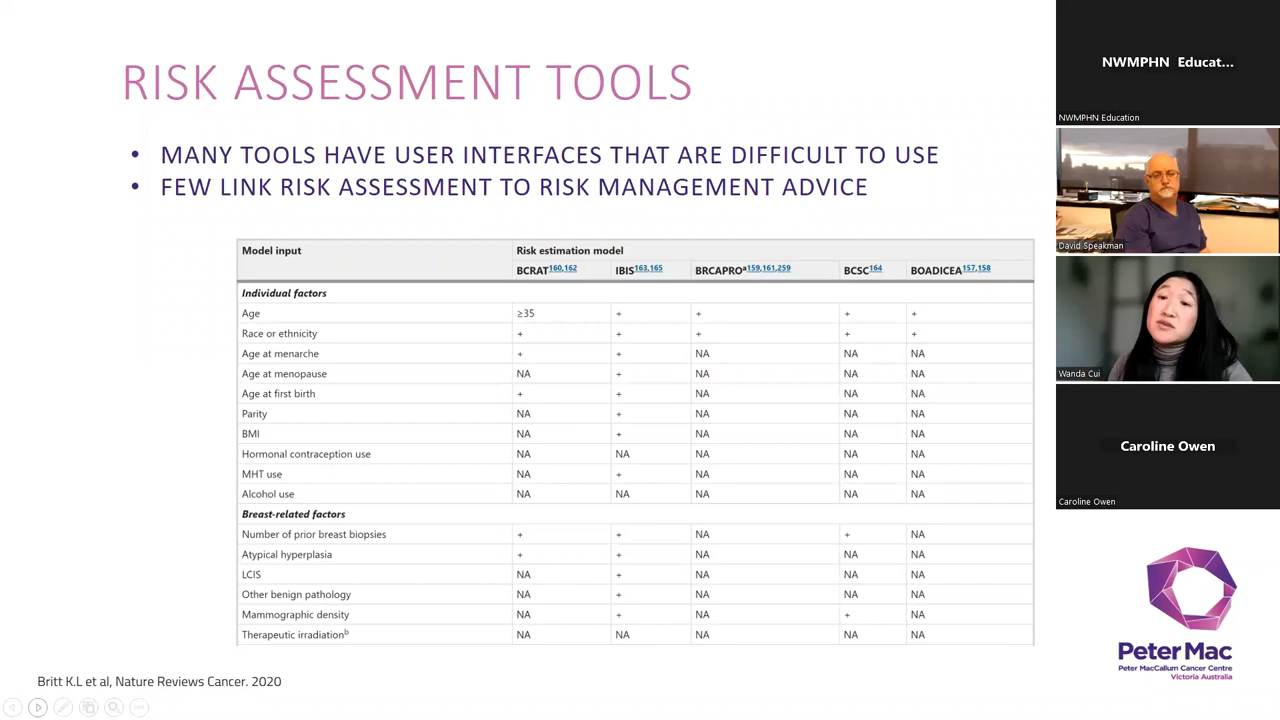 RISK ASSESSMENT TOOLS
• MANY TOOLS HAVE USER INTERFACES THAT ARE DIFFICULT TO USE
• FEW LINK RISK ASSESSMENT TO RISK MANAGEMENT ADVICE
Model input Risk estimation model
BCRAT160,162 IBIS163,165 BRCAPROa159,161,259 BCSC164 BOADICEA157,158
Individual factors
Age ≥35 + + + +
Race or ethnicity + + + + +
Age at menarche + + NA NA NA
Age at menopause NA + NA NA NA
Age at first birth + + NA NA NA
Parity NA + NA NA NA
BMI NA + NA NA NA
Hormonal contraception use NA NA NA NA NA
MHT use NA + NA NA NA
Alcohol use NA NA NA NA NA
Breast-related factors
Number of prior breast biopsies + + NA + NA
Atypical hyperplasia + + NA NA NA
LCIS NA + NA NA NA
Other benign pathology NA + NA NA NA
Mammographic density NA + NA + NA
Therapeutic irradiationb NA NA NA NA NA
Britt K.L et al, Nature Reviews Cancer. 2020
NWMPHN Educat...
NWMPHN Education
David Speakman
Wanda Cui
Caroline Owen
Caroline Owen
Peter Mac
Peter MacCallum Cancer Centre
Victoria Australia